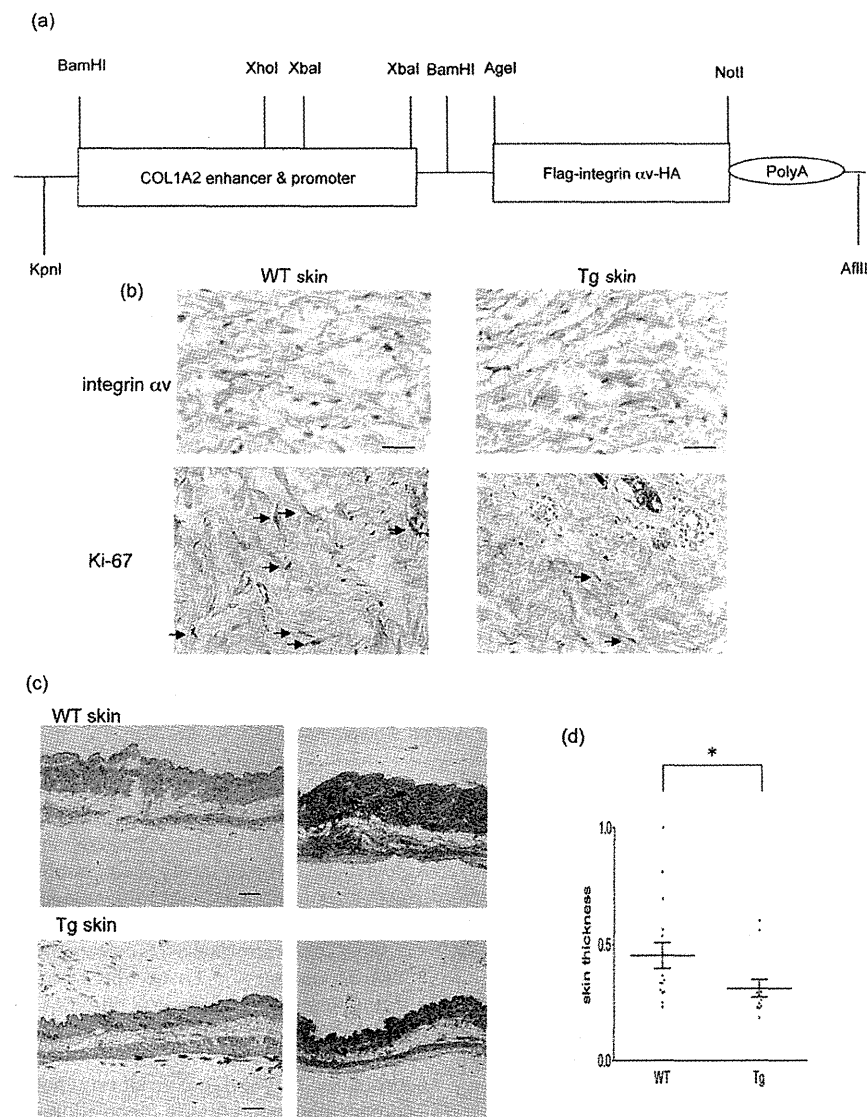 (a)
BamHI XhoI XbaI XbaI BamHI AgeI NotI
COL1A2 enhancer & promoter Flag-integrin αv-HA PolyA
KpnI AflII
WT skin Tg skin
(b)
integrin αv
Ki-67
(c)
WT skin
Tg skin
(d)
*
skin thickness
1.0
0.5
0.0
WT Tg